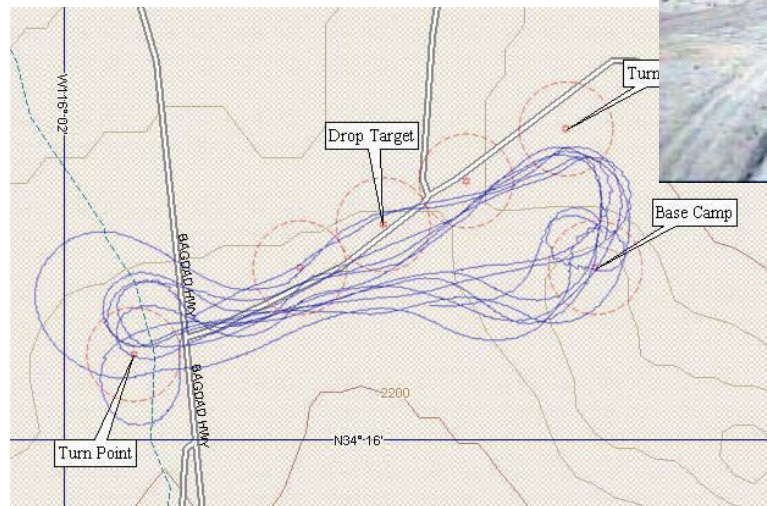 W116°02'
Turn
Drop Target
Base Camp
BAGDAD HWY
BAGDAD HWY
2200
N34°16'
Turn Point